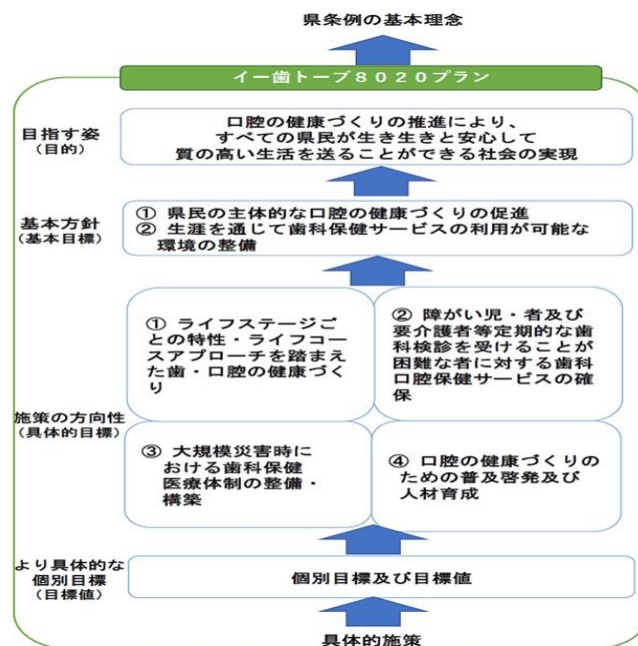 県条例の基本理念
イー歯トーブ８０２０プラン
目指す姿
（目的）
口腔の健康づくりの推進により、
すべての県民が生き生きと安心して
質の高い生活を送ることができる社会の実現
基本方針
（基本目標）
① 県民の主体的な口腔の健康づくりの促進
② 生涯を通じて歯科保健サービスの利用が可能な
環境の整備
施策の方向性
（具体的目標）
① ライフステージご
との特性・ライフコー
スアプローチを踏まえ
た歯・口腔の健康づく
り
② 障がい児・者及び
要介護者等定期的な歯
科検診を受けることが
困難な者に対する歯科
口腔保健サービスの確
保
③ 大規模災害時に
おける歯科保健
医療体制の整備・
構築
④ 口腔の健康づくりの
ための普及啓発及び
人材育成
より具体的な
個別目標
（目標値）
個別目標及び目標値
具体的施策